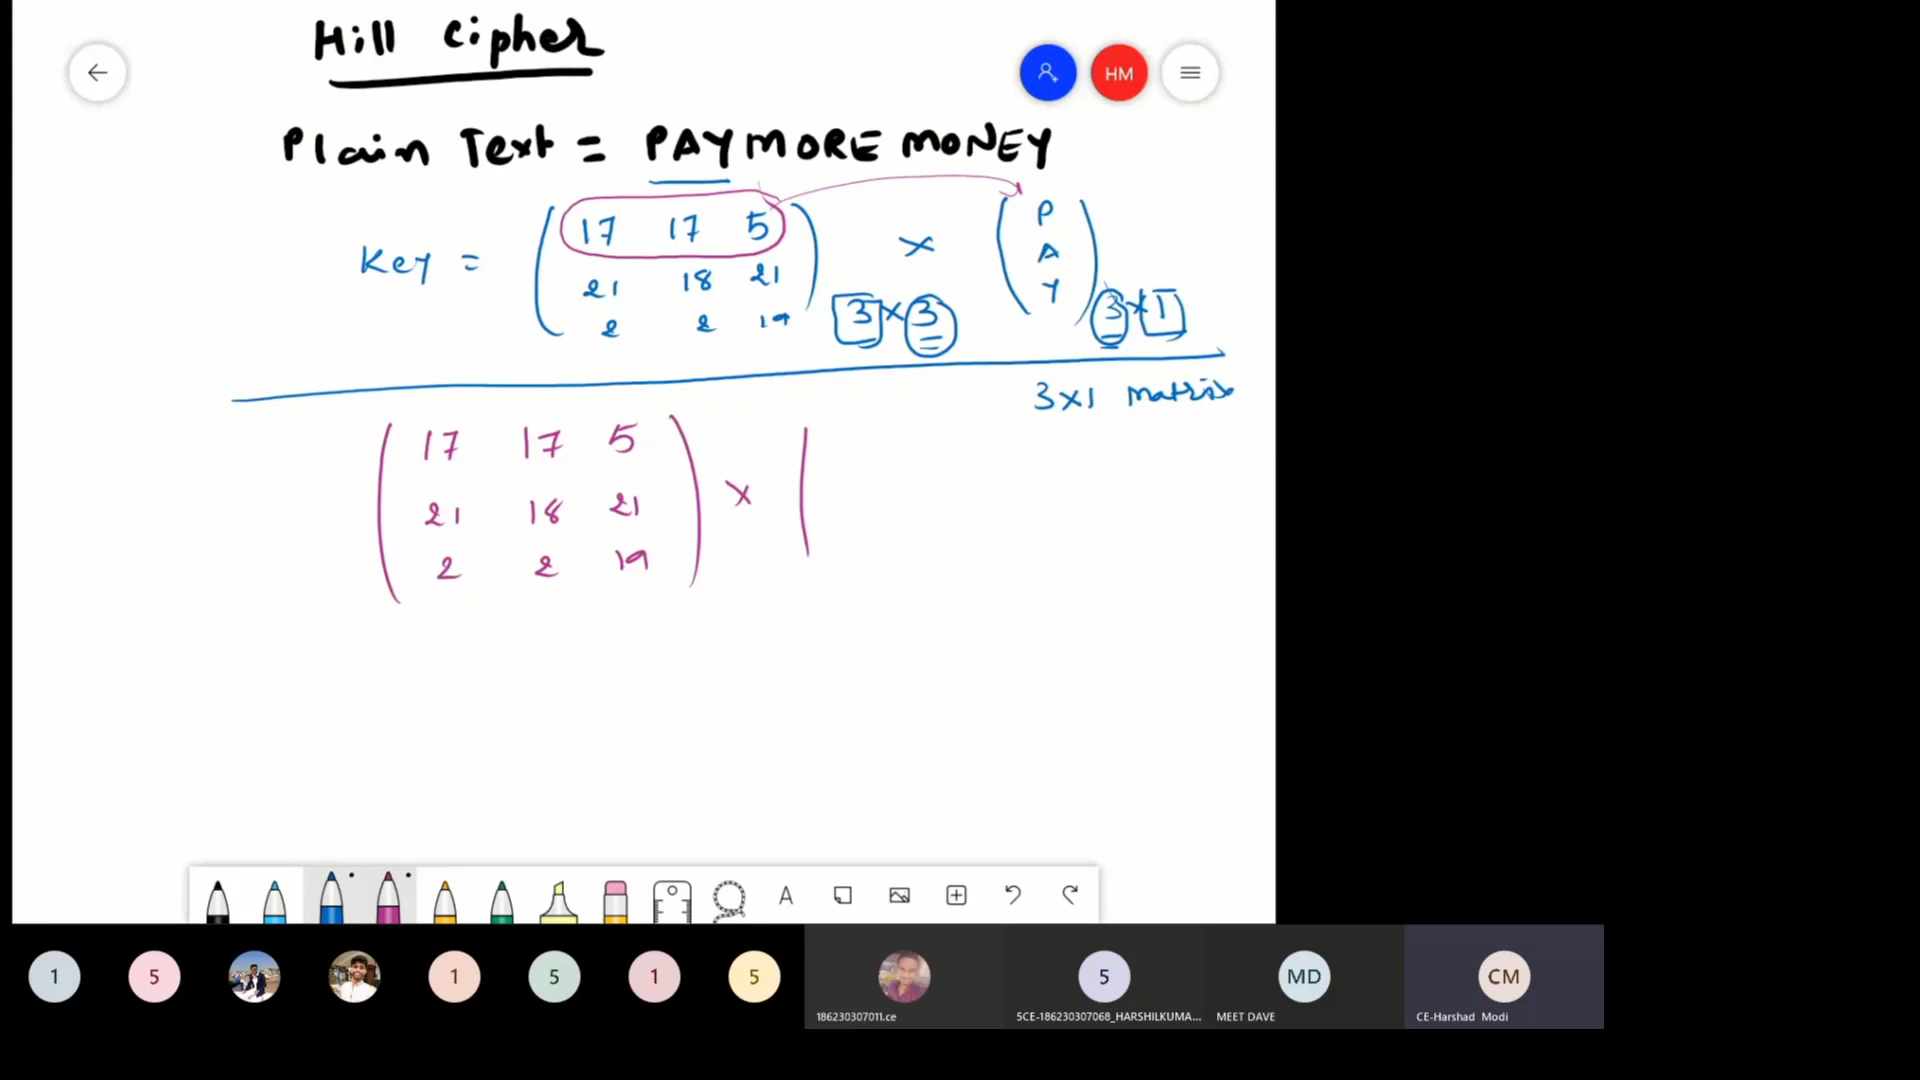 Hill Cipher
HM
Plain Text = PAYMORE MONEY
Key = ( 17 17 5 ) × ( P )
21 18 21 A
2 2 19 Y
3 × 3 3 × 1
3 × 1 matrix
( 17 17 5 ) × (
21 18 21
2 2 19
A
1 5 1 5 1 5 5 MD CM
186230307011.ce 5CE-186230307068_HARSHILKUMA... MEET DAVE CE-Harshad Modi